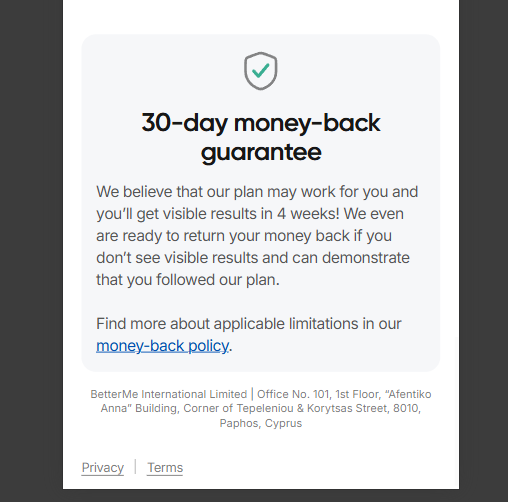 30-day money-back
guarantee
We believe that our plan may work for you and
you’ll get visible results in 4 weeks! We even
are ready to return your money back if you
don’t see visible results and can demonstrate
that you followed our plan.
Find more about applicable limitations in our
money-back policy.
BetterMe International Limited | Office No. 101, 1st Floor, “Afentiko
Anna” Building, Corner of Tepeleniou & Korytsas Street, 8010,
Paphos, Cyprus
Privacy | Terms